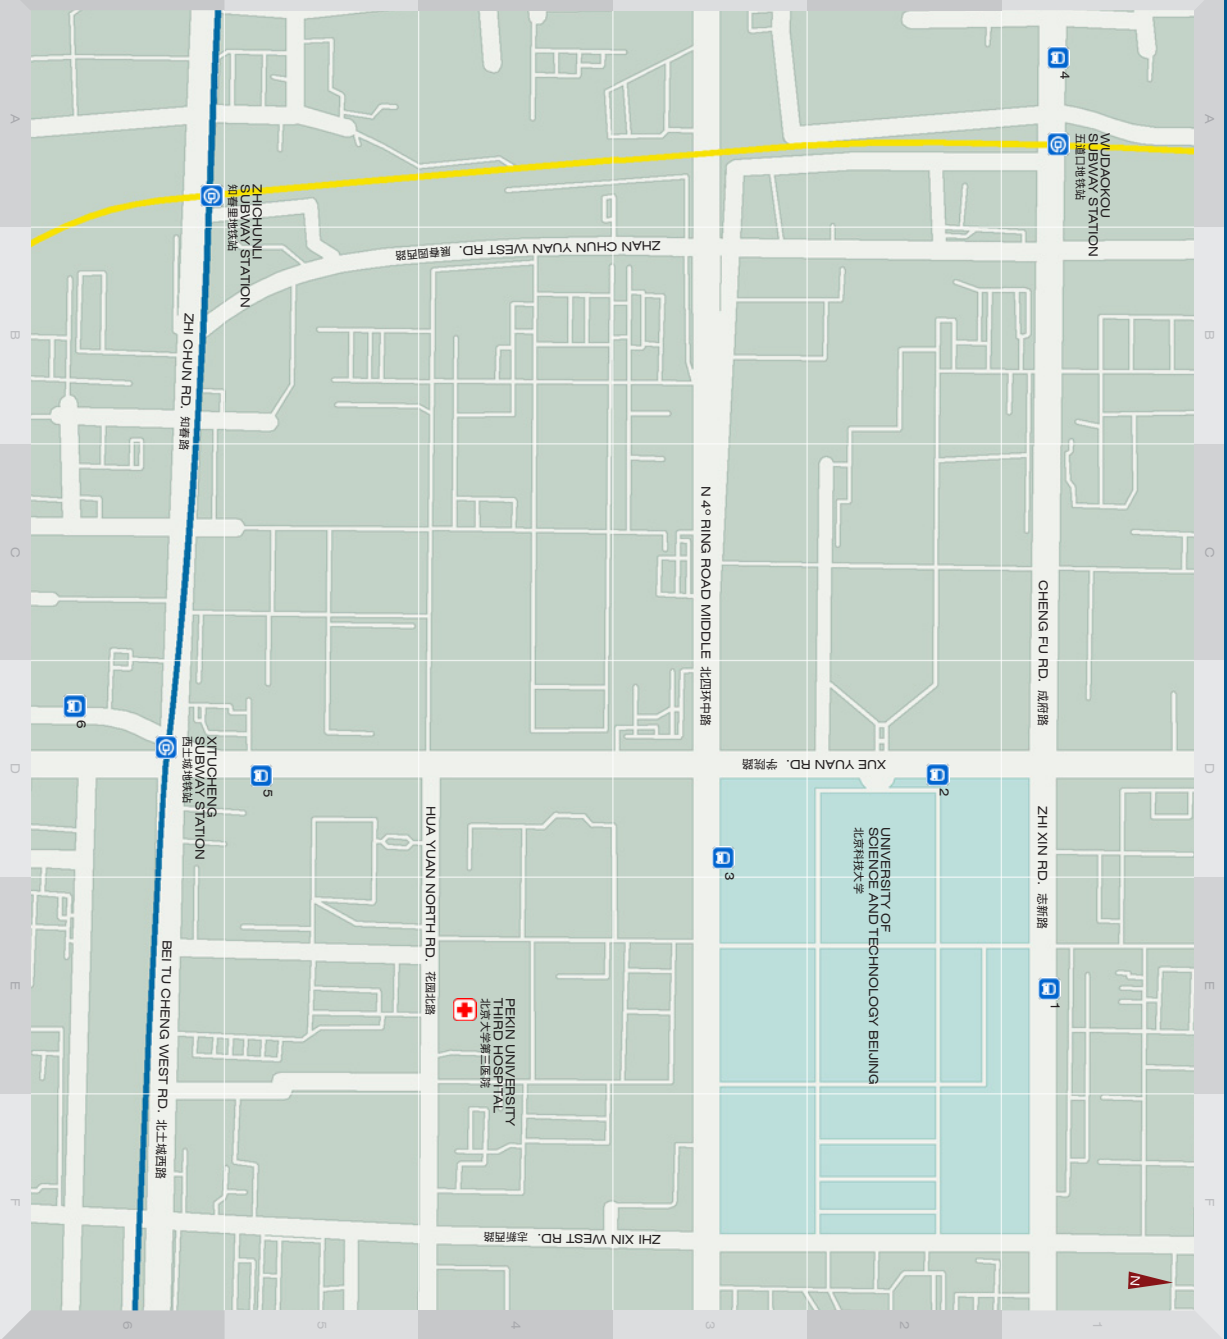 A
B
C
D
E
F
A
B
C
D
E
F
1
2
3
4
5
6
4
WUDAOKOU
SUBWAY STATION
五道口地铁站
ZHICHUNLI
SUBWAY STATION
知春里地铁站
ZHAN CHUN YUAN WEST RD. 展春园西路
ZHI CHUN RD. 知春路
N 4º RING ROAD MIDDLE 北四环中路
CHENG FU RD. 成府路
6
XITUCHENG
SUBWAY STATION
西土城地铁站
5
XUE YUAN RD. 学院路
2
3
HUA YUAN NORTH RD. 花园北路
UNIVERSITY OF
SCIENCE AND TECHNOLOGY BEIJING
北京科技大学
ZHI XIN RD. 志新路
1
PEKIN UNIVERSITY
THIRD HOSPITAL
北京大学第三医院
BEI TU CHENG WEST RD. 北土城西路
ZHI XIN WEST RD. 志新西路
N